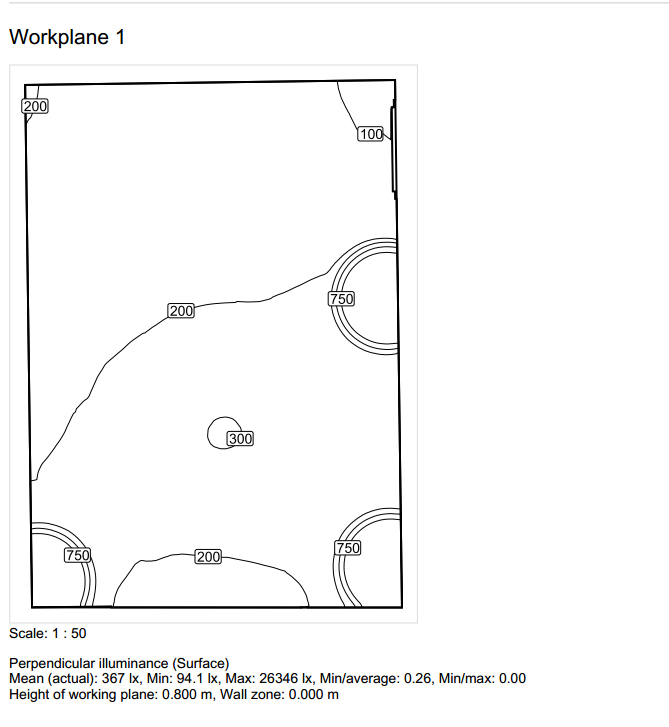 Workplane 1
200
100
750
200
300
750
750
200
Scale: 1 : 50
Perpendicular illuminance (Surface)
Mean (actual): 367 lx, Min: 94.1 lx, Max: 26346 lx, Min/average: 0.26, Min/max: 0.00
Height of working plane: 0.800 m, Wall zone: 0.000 m